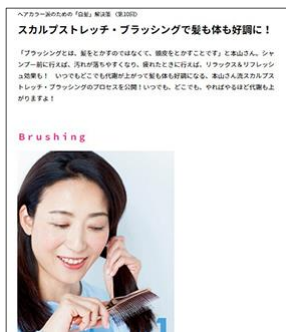 ヘアカラー派のための「白髪」解決策 〈第20回〉
スカルプストレッチ・ブラッシングで髪も体も好調に！
「ブラッシングとは、髪をとかすのではなくて、頭皮をとかすことです」と本山さん。シャ
ンプー前に行えば、汚れが落ちやすくなり、疲れたときに行えば、リラックス&リフレッシ
ュ効果も！ いつでもどこでも代謝が上がって髪も体も好調になる、本山さん流スカルプス
トレッチ・ブラッシングのプロセスを公開！いつでも、どこでも、やればやるほど代謝も上
がりますよ！
Brushing
1